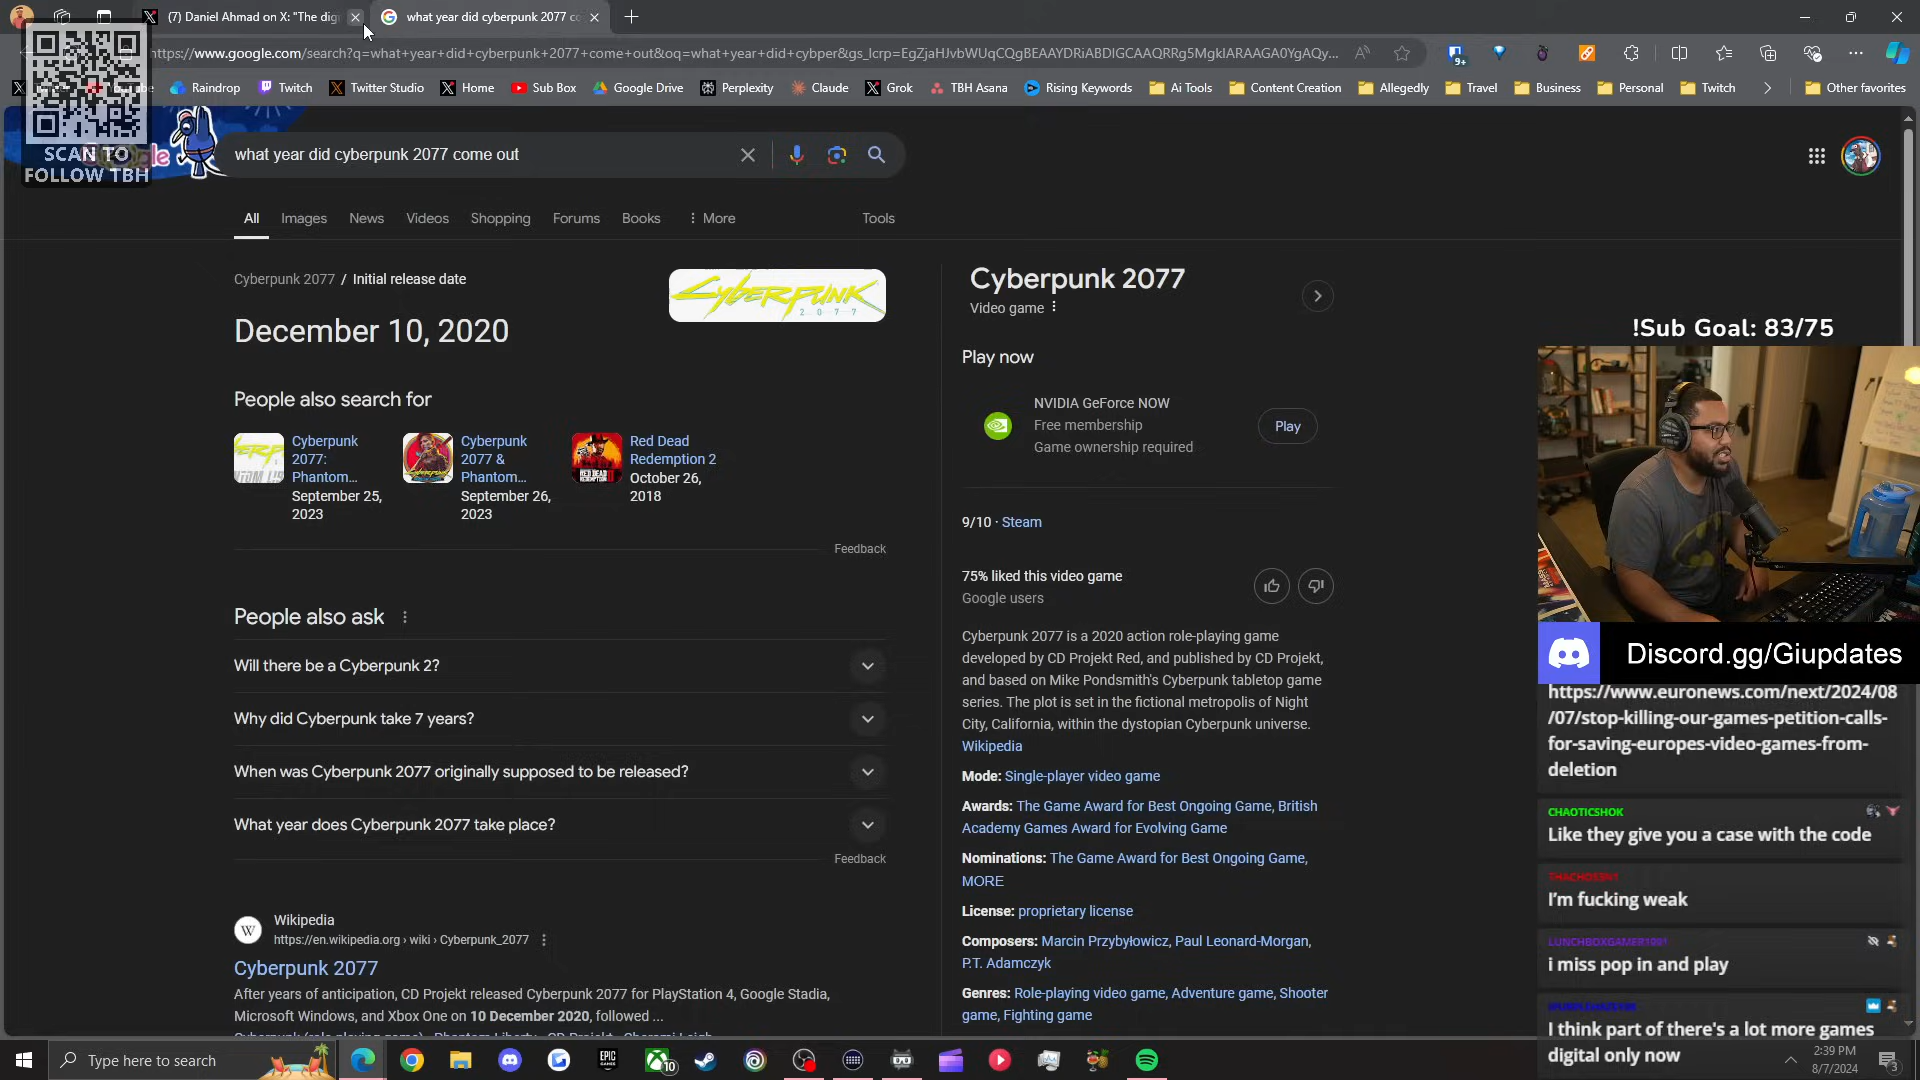 (7) Daniel Ahmad on X: "The dig
what year did cyberpunk 2077 co
https://www.google.com/search?q=what+year+did+cyberpunk+2077+come+out&oq=what+year+did+cybper&gs_lcrp=EgZjaHJvbWUqCQgBEAAYDRiABDIGCAAQRRg5MgkIARAAGA0YgAQy...
9+
Youtube
Raindrop
Twitch
Twitter Studio
Home
Sub Box
Google Drive
Perplexity
Claude
Grok
TBH Asana
Rising Keywords
Ai Tools
Content Creation
Allegedly
Travel
Business
Personal
Twitch
Other favorites
SCAN TO
FOLLOW TBH
what year did cyberpunk 2077 come out
All
Images
News
Videos
Shopping
Forums
Books
More
Tools
Cyberpunk 2077 / Initial release date
December 10, 2020
CYBERPUNK
2077
People also search for
Cyberpunk
2077:
Phantom...
September 25,
2023
Cyberpunk
2077 &
Phantom...
September 26,
2023
Red Dead
Redemption 2
October 26,
2018
Feedback
People also ask
Will there be a Cyberpunk 2?
Why did Cyberpunk take 7 years?
When was Cyberpunk 2077 originally supposed to be released?
What year does Cyberpunk 2077 take place?
Feedback
W
Wikipedia
https://en.wikipedia.org › wiki › Cyberpunk_2077
Cyberpunk 2077
After years of anticipation, CD Projekt released Cyberpunk 2077 for PlayStation 4, Google Stadia,
Microsoft Windows, and Xbox One on 10 December 2020, followed ...
Cyberpunk 2077
Video game
Play now
NVIDIA GeForce NOW
Free membership
Game ownership required
Play
9/10 · Steam
75% liked this video game
Google users
Cyberpunk 2077 is a 2020 action role-playing game
developed by CD Projekt Red, and published by CD Projekt,
and based on Mike Pondsmith's Cyberpunk tabletop game
series. The plot is set in the fictional metropolis of Night
City, California, within the dystopian Cyberpunk universe.
Wikipedia
Mode: Single-player video game
Awards: The Game Award for Best Ongoing Game, British
Academy Games Award for Evolving Game
Nominations: The Game Award for Best Ongoing Game,
MORE
License: proprietary license
Composers: Marcin Przybyłowicz, Paul Leonard-Morgan,
P.T. Adamczyk
Genres: Role-playing video game, Adventure game, Shooter
game, Fighting game
!Sub Goal: 83/75
Discord.gg/Giupdates
https://www.euronews.com/next/2024/08
/07/stop-killing-our-games-petition-calls-
for-saving-europes-video-games-from-
deletion
CHAOTICSHOK
Like they give you a case with the code
I'm fucking weak
LUNCHBOXGAMER1991
i miss pop in and play
I think part of there's a lot more games
digital only now
Type here to search
EPIC
GAMES
10
2:39 PM
8/7/2024
3